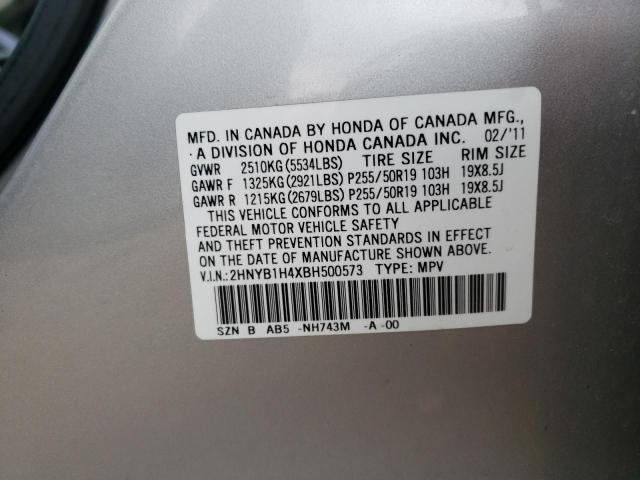 MFD. IN CANADA BY HONDA OF CANADA MFG.,
·A DIVISION OF HONDA CANADA INC. 02/'11
GVWR 2510KG(5534LBS) TIRE SIZE RIM SIZE
GAWR F 1325KG(2921LBS)P255/50R19 103H 19X8.5J
GAWR R 1215KG(2679LBS)P255/50R19 103H 19X8.5J
THIS VEHICLE CONFORMS TO ALL APPLICABLE
FEDERAL MOTOR VEHICLE SAFETY
AND THEFT PREVENTION STANDARDS IN EFFECT
ON THE DATE OF MANUFACTURE SHOWN ABOVE.
V.I.N.:2HNYB1H4XBH500573 TYPE: MPV
SZN B AB5 -NH743M -A -00